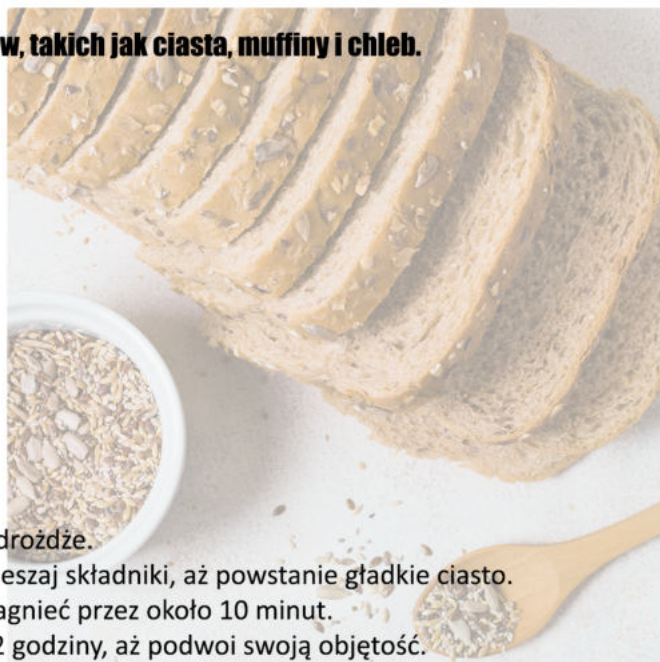 w, takich jak ciasta, muffiny i chleb.
drożdże.
eszaj składniki, aż powstanie gładkie ciasto.
agnieć przez około 10 minut.
2 godziny, aż podwoi swoją objętość.